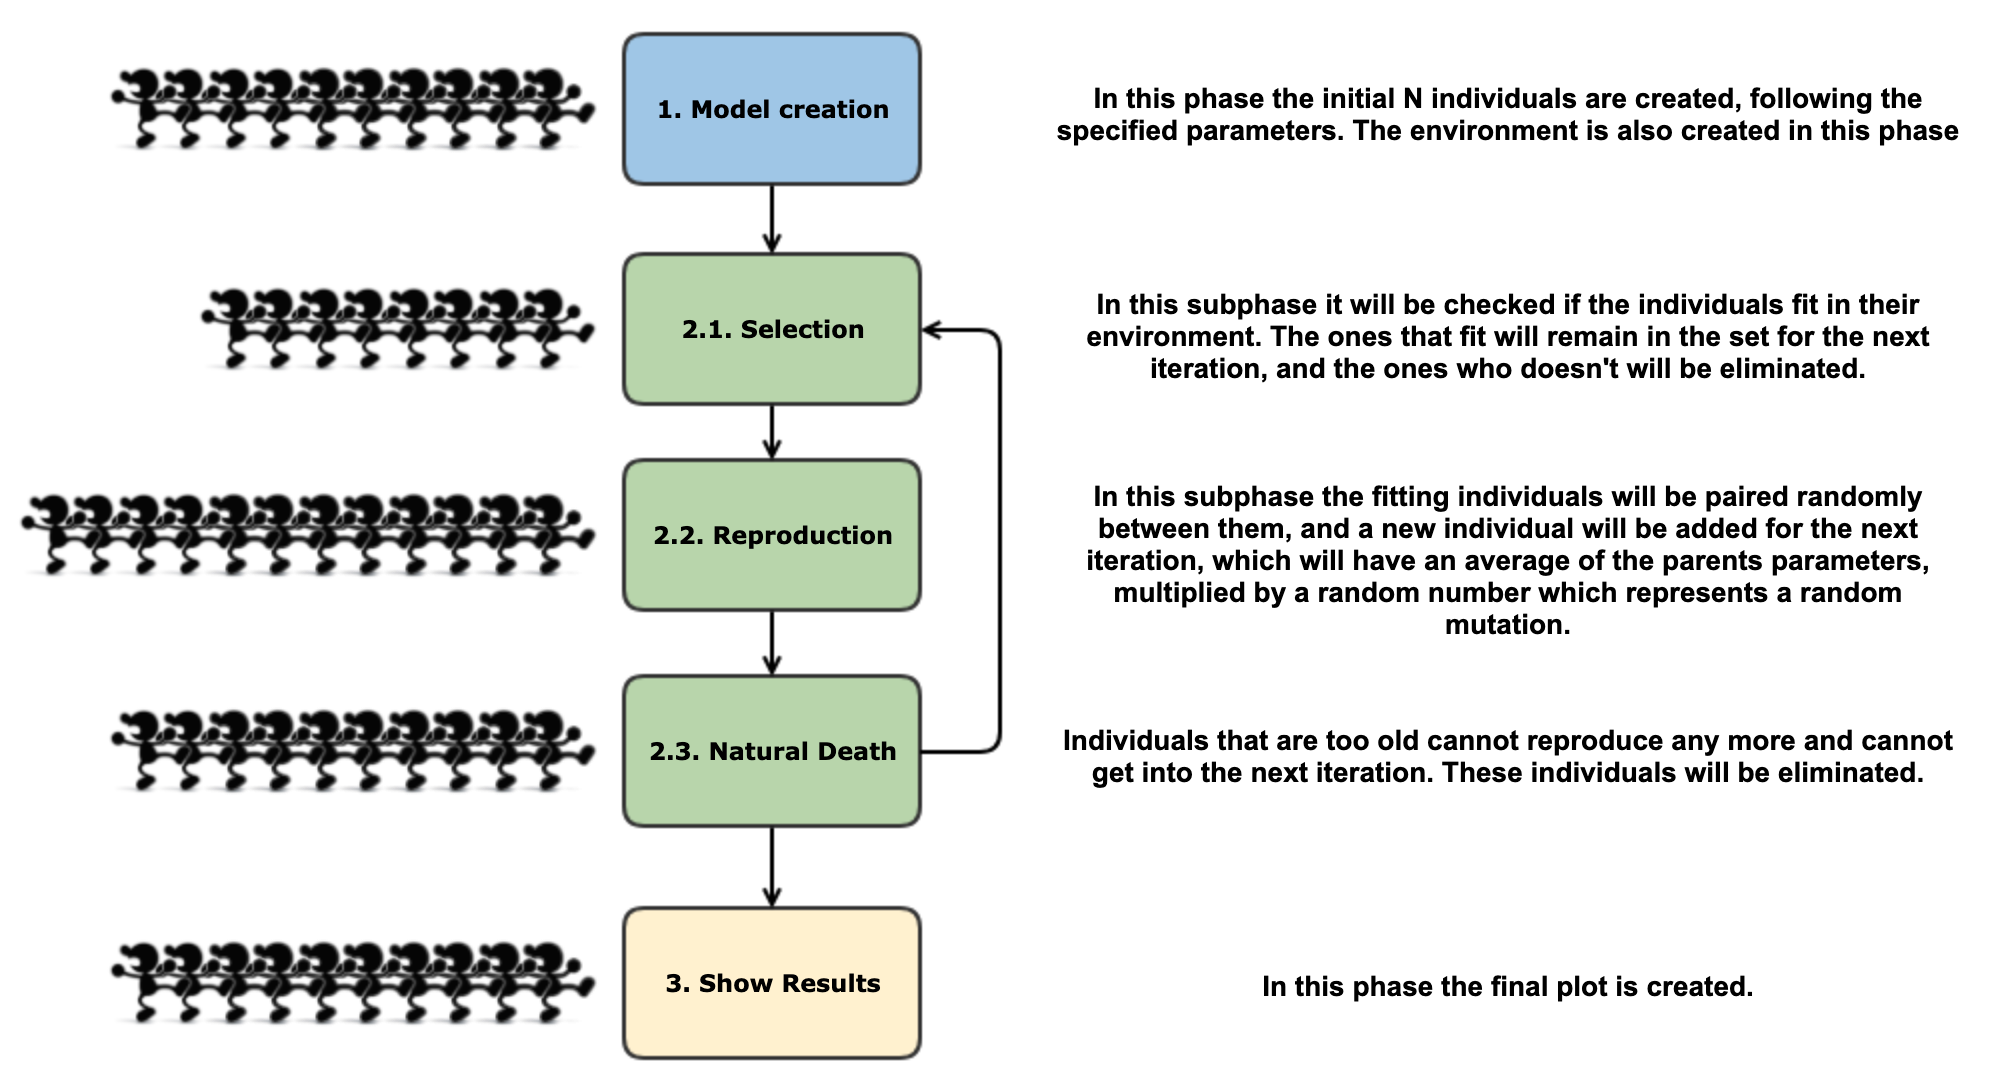 1. Model creation
In this phase the initial N individuals are created, following the
specified parameters. The environment is also created in this phase
2.1. Selection
In this subphase it will be checked if the individuals fit in their
environment. The ones that fit will remain in the set for the next
iteration, and the ones who doesn't will be eliminated.
2.2. Reproduction
In this subphase the fitting individuals will be paired randomly
between them, and a new individual will be added for the next
iteration, which will have an average of the parents parameters,
multiplied by a random number which represents a random
mutation.
2.3. Natural Death
Individuals that are too old cannot reproduce any more and cannot
get into the next iteration. These individuals will be eliminated.
3. Show Results
In this phase the final plot is created.